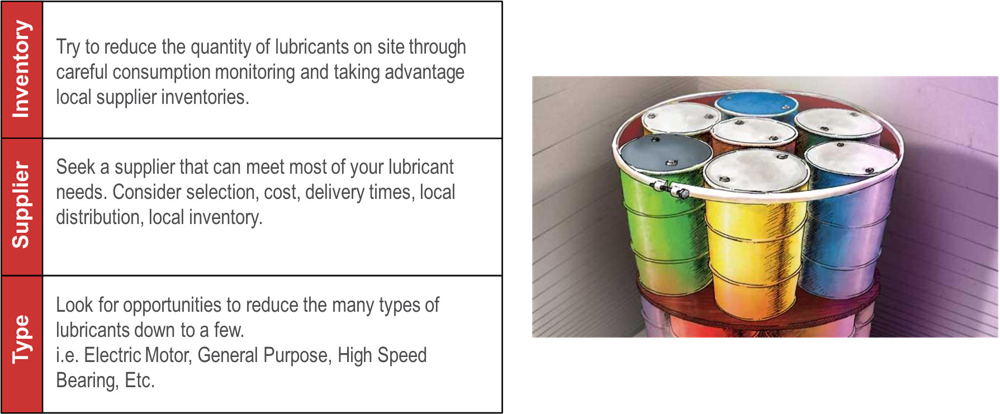 Inventory
Try to reduce the quantity of lubricants on site through
careful consumption monitoring and taking advantage
local supplier inventories.
Supplier
Seek a supplier that can meet most of your lubricant
needs. Consider selection, cost, delivery times, local
distribution, local inventory.
Type
Look for opportunities to reduce the many types of
lubricants down to a few.
i.e. Electric Motor, General Purpose, High Speed
Bearing, Etc.